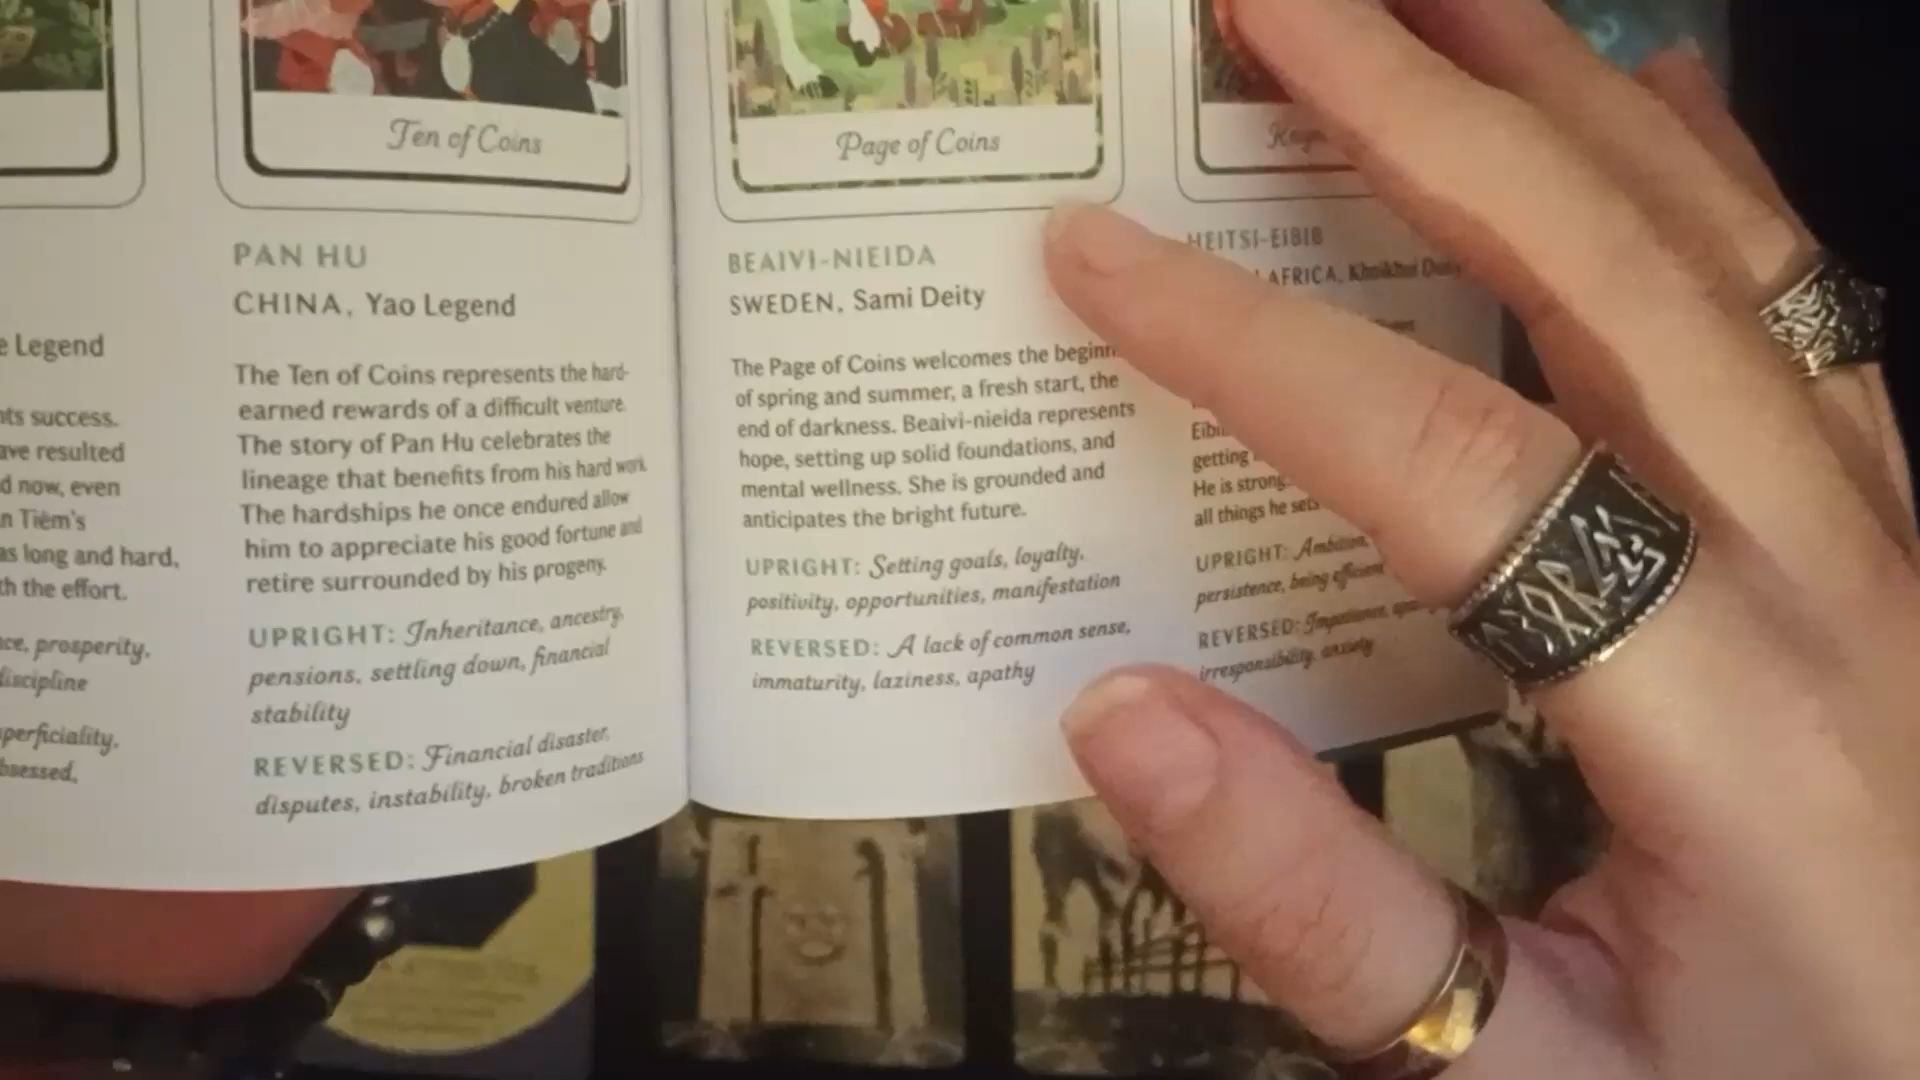 e Legend
nts success.
ave resulted
d now, even
n Tiêm's
as long and hard,
th the effort.
ce, prosperity,
discipline
perficiality,
bsessed,
Ten of Coins
PAN HU
CHINA, Yao Legend
The Ten of Coins represents the hard-
earned rewards of a difficult venture.
The story of Pan Hu celebrates the
lineage that benefits from his hard work.
The hardships he once endured allow
him to appreciate his good fortune and
retire surrounded by his progeny.
UPRIGHT: Inheritance, ancestry,
pensions, settling down, financial
stability
REVERSED: Financial disaster,
disputes, instability, broken traditions
Page of Coins
BEAIVI-NIEIDA
SWEDEN, Sami Deity
The Page of Coins welcomes the beginn
of spring and summer, a fresh start, the
end of darkness. Beaivi-nieida represents
hope, setting up solid foundations, and
mental wellness. She is grounded and
anticipates the bright future.
UPRIGHT: Setting goals, loyalty,
positivity, opportunities, manifestation
REVERSED: A lack of common sense,
immaturity, laziness, apathy
HEITSI-EIBIB
AFRICA, Khoikhoi Deity
Eibi
getting
He is strong
all things he sets
UPRIGHT: Ambition,
persistence, being efficient
REVERSED: Impatience,
irresponsibility, anxiety